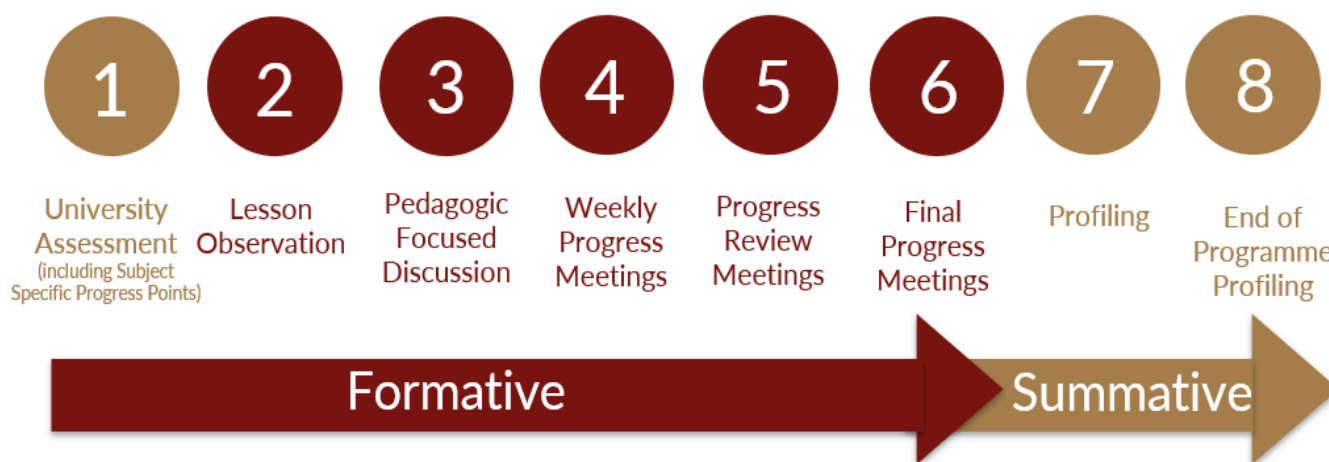 1
2
3
4
5
6
7
8
University
Assessment
(including Subject
Specific Progress Points)
Lesson
Observation
Pedagogic
Focused
Discussion
Weekly
Progress
Meetings
Progress
Review
Meetings
Final
Progress
Meetings
Profiling
End of
Programme
Profiling
Formative
Summative